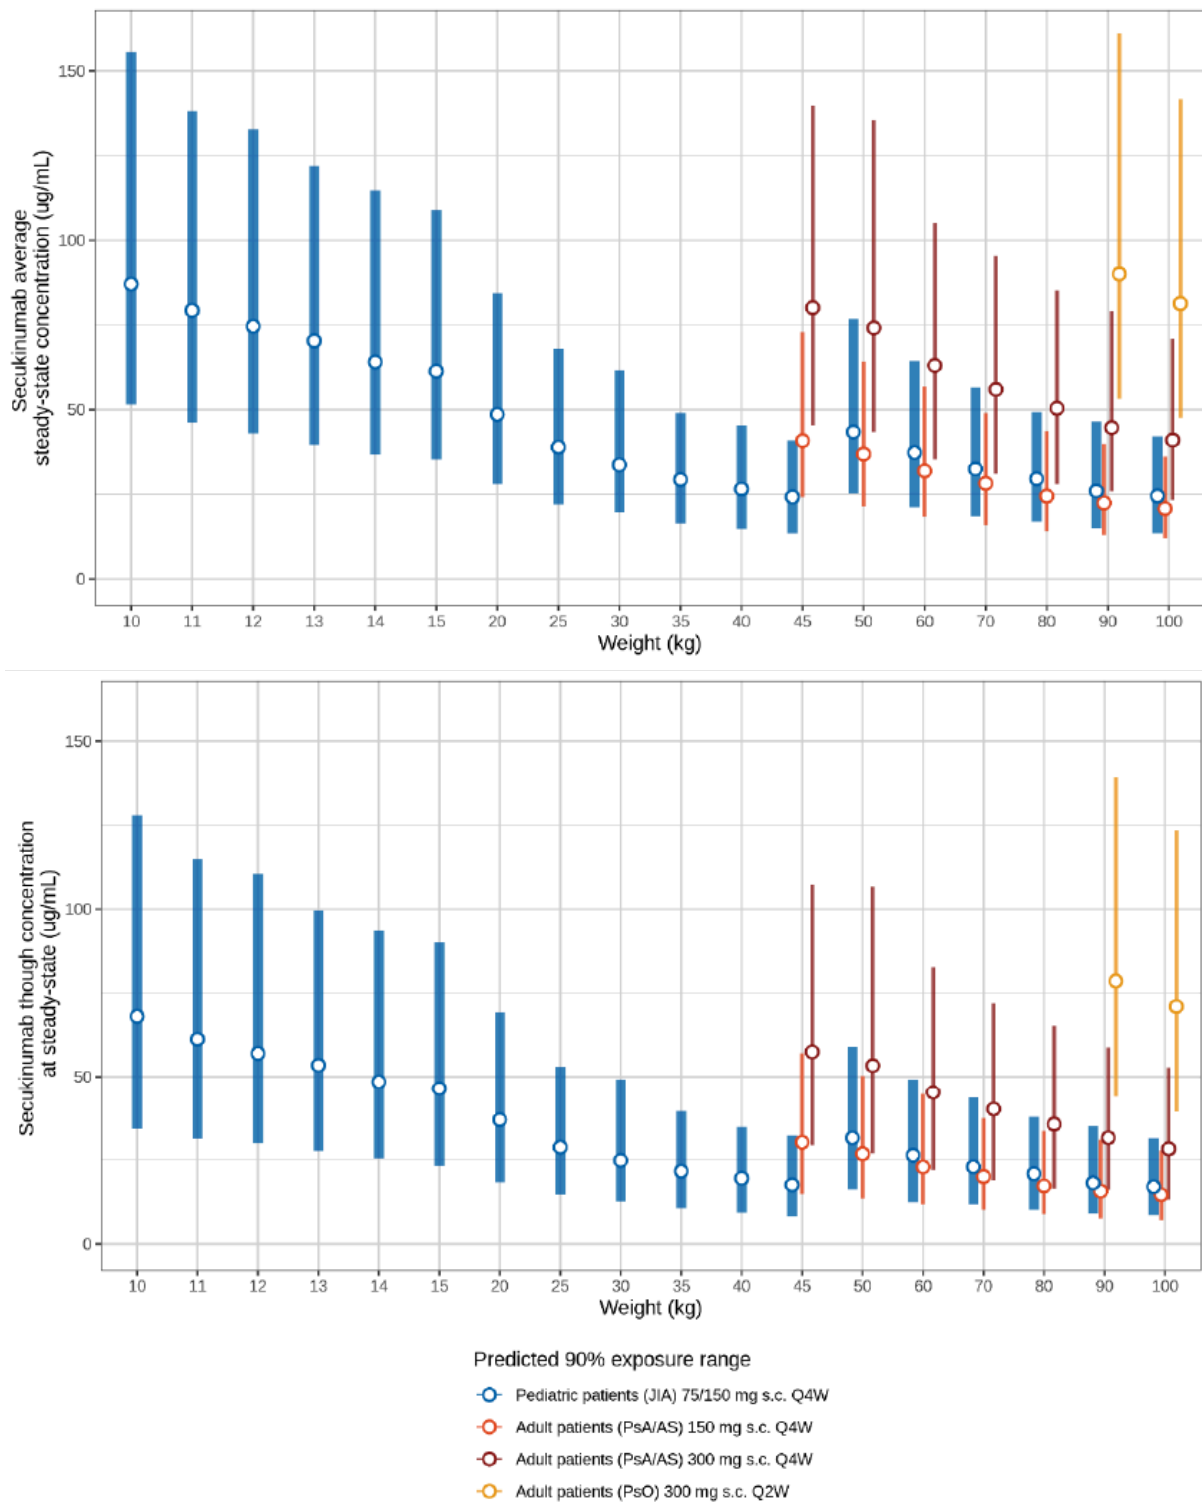 150
100
50
0
Secukinumab average
steady-state concentration (ug/mL)
10 11 12 13 14 15 20 25 30 35 40 45 50 60 70 80 90 100
Weight (kg)
150
100
50
0
Secukinumab though concentration
at steady-state (ug/mL)
10 11 12 13 14 15 20 25 30 35 40 45 50 60 70 80 90 100
Weight (kg)
Predicted 90% exposure range
Pediatric patients (JIA) 75/150 mg s.c. Q4W
Adult patients (PsA/AS) 150 mg s.c. Q4W
Adult patients (PsA/AS) 300 mg s.c. Q4W
Adult patients (PsO) 300 mg s.c. Q2W